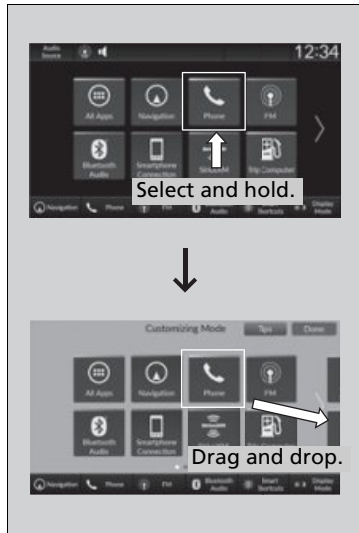 Audio Source
12:34
All Apps Navigation Phone FM
Bluetooth Audio Smartphone Connection SiriusXM Trip Computer
Select and hold.
Navigation Phone FM Bluetooth Audio Smart Shortcuts Display Mode
Customizing Mode Tips Done
All Apps Navigation Phone FM
Bluetooth Audio Smartphone Connection
Drag and drop.
Navigation Phone FM Bluetooth Audio Smart Shortcuts Display Mode